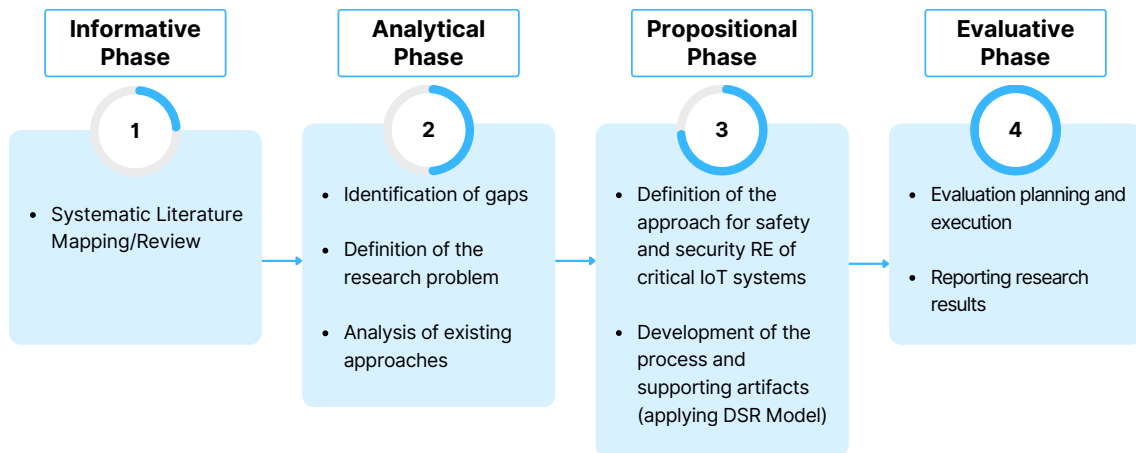 Informative
Phase
1
• Systematic Literature
Mapping/Review
Analytical
Phase
2
• Identification of gaps
• Definition of the
research problem
• Analysis of existing
approaches
Propositional
Phase
3
• Definition of the
approach for safety
and security RE of
critical IoT systems
• Development of the
process and
supporting artifacts
(applying DSR Model)
Evaluative
Phase
4
• Evaluation planning and
execution
• Reporting research
results